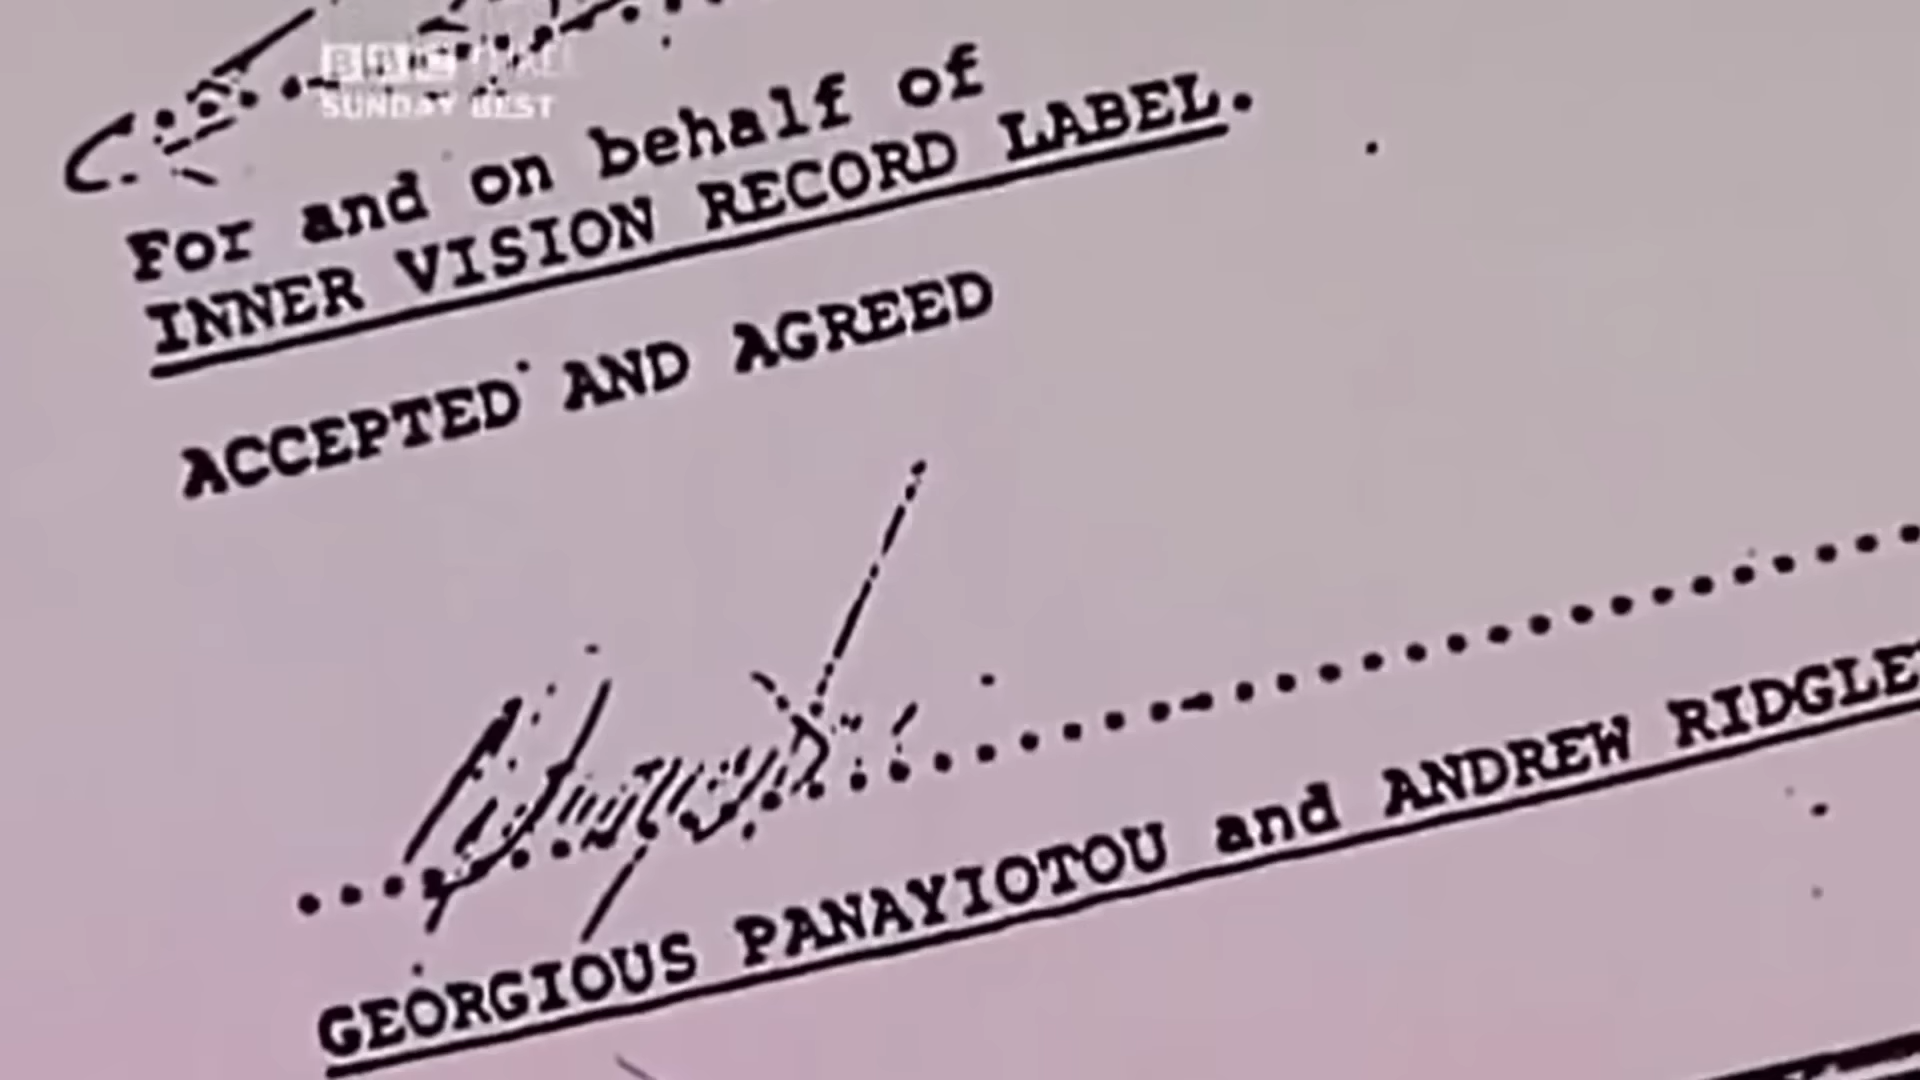 SUNDAY BEST
For and on behalf of
INNER VISION RECORD LABEL.
ACCEPTED AND AGREED
GEORGIOUS PANAYIOTOU and ANDREW RIDGLE